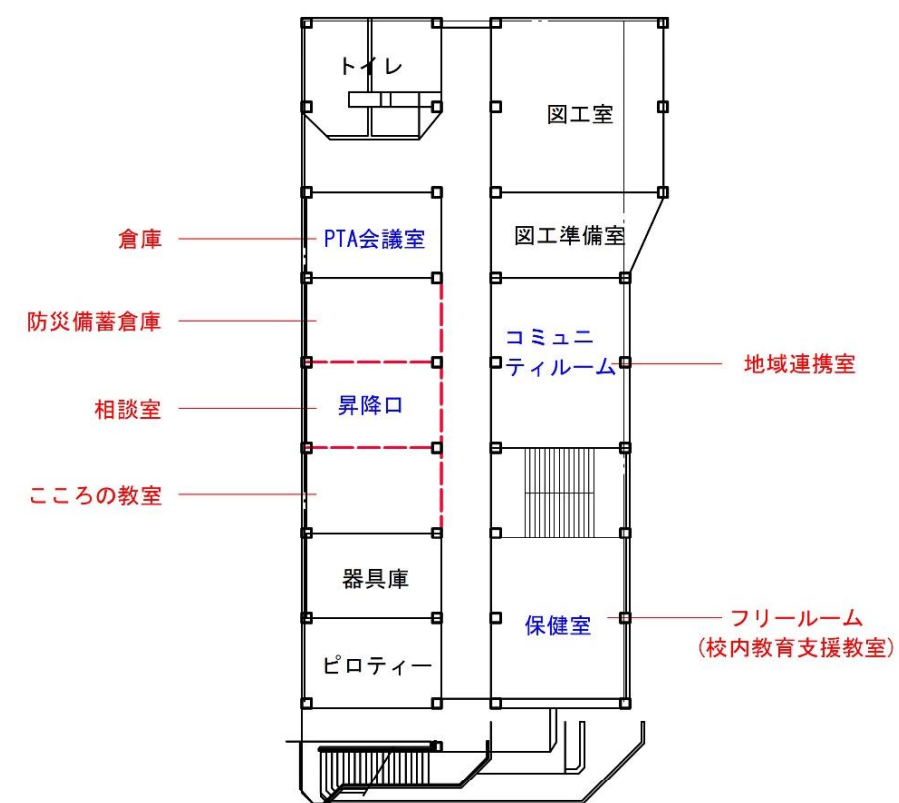 トイレ
図工室
倉庫
PTA会議室
図工準備室
防災備蓄倉庫
コミュニ
ティルーム
地域連携室
相談室
昇降口
こころの教室
器具庫
保健室
フリールーム
(校内教育支援教室)
ピロティー